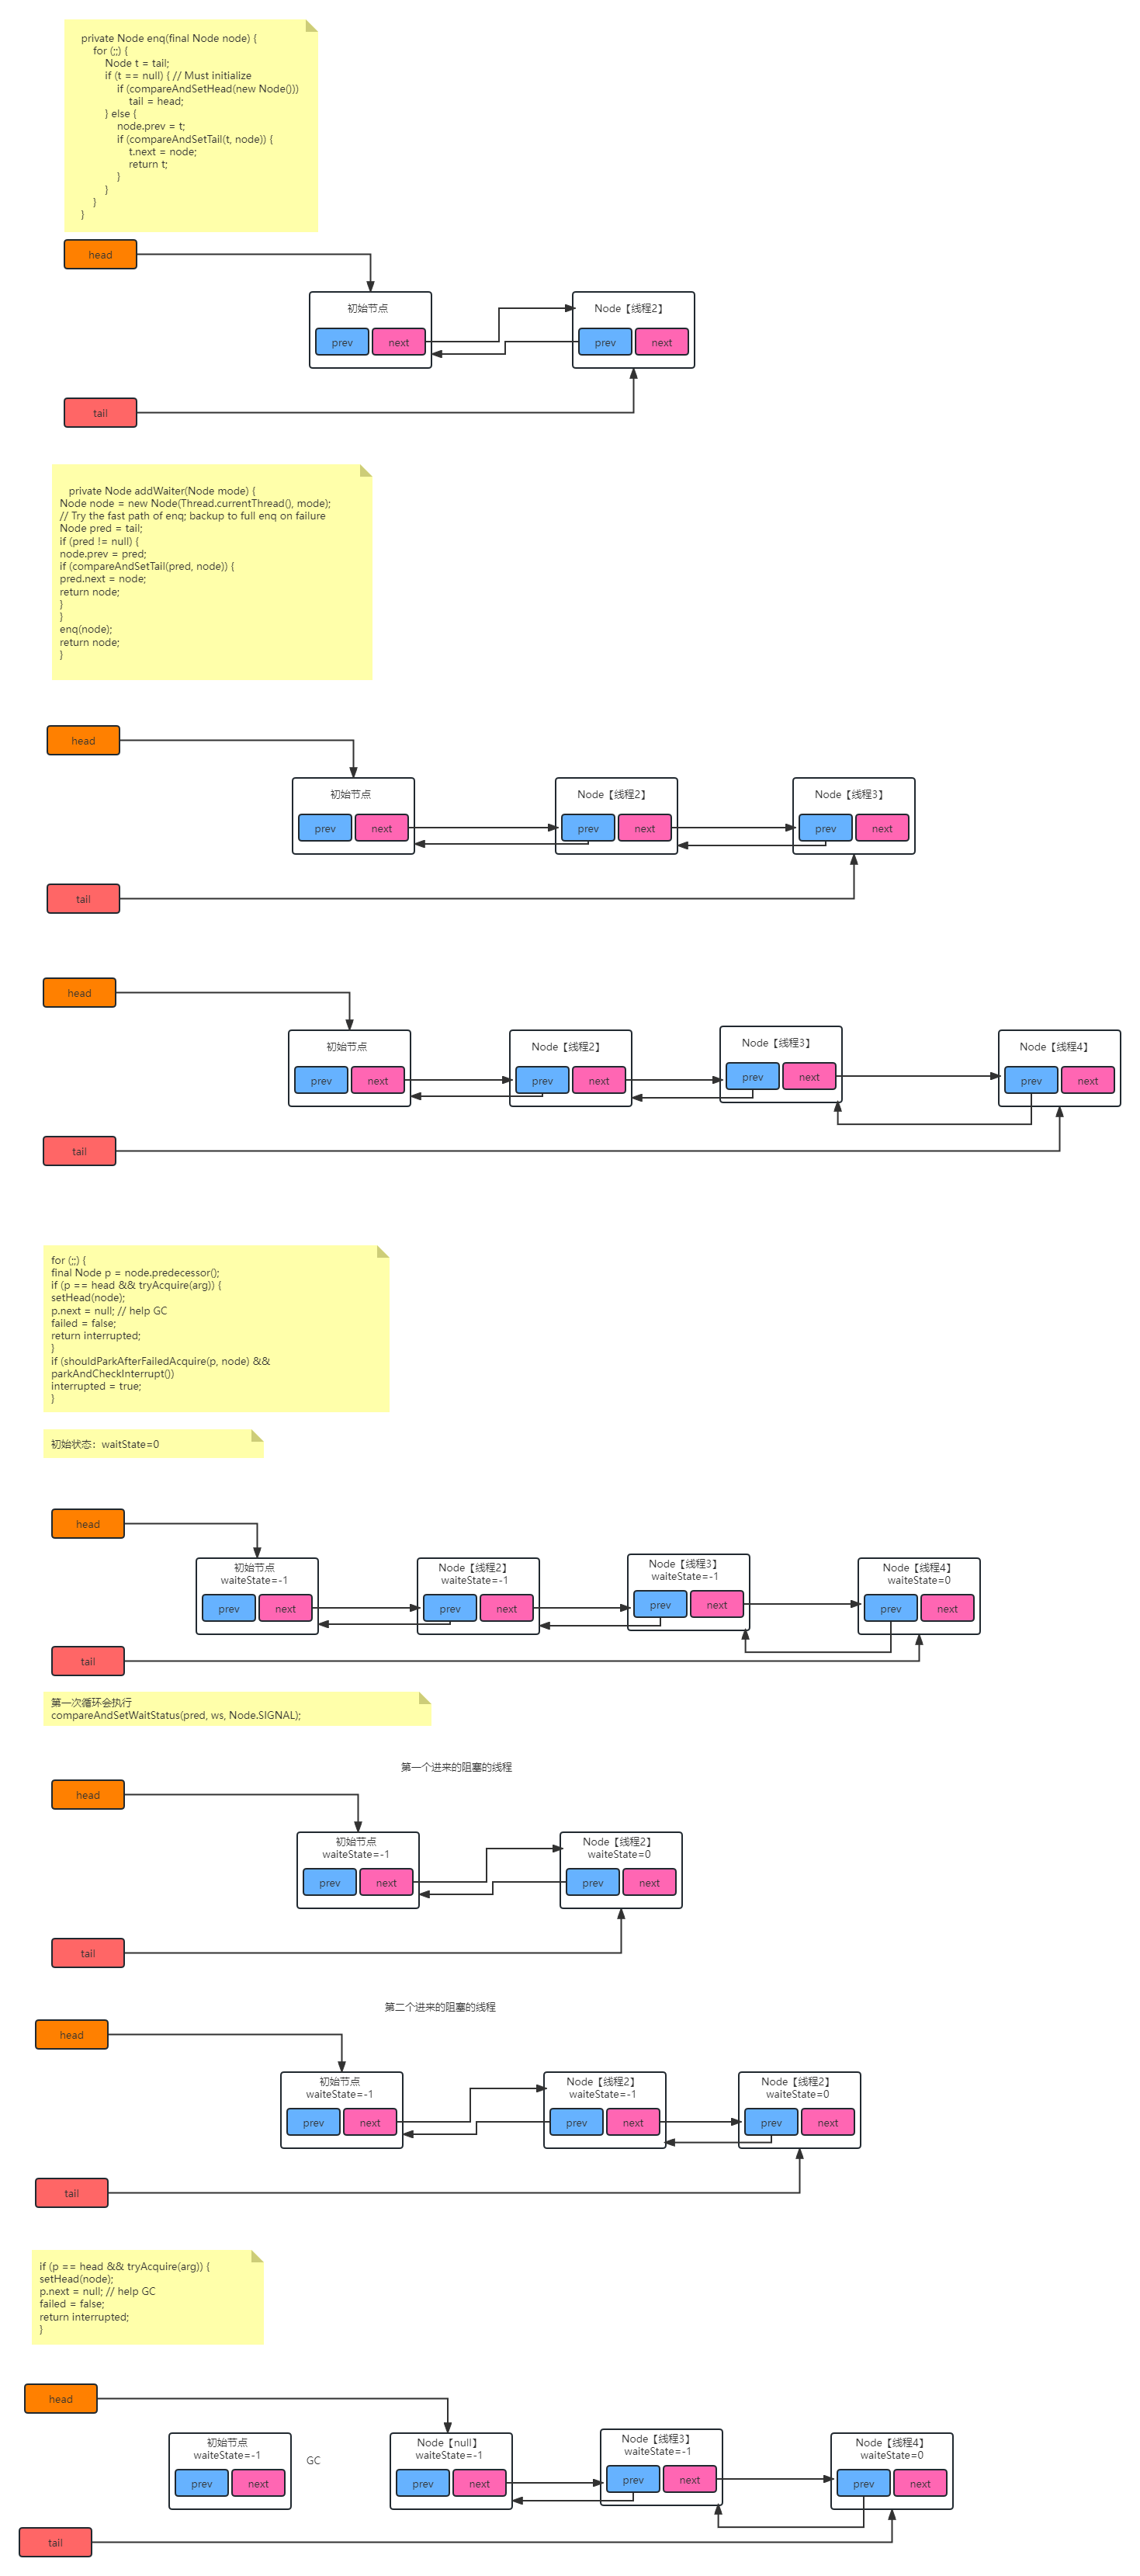 private Node enq(final Node node) {
for (;;) {
Node t = tail;
if (t == null) { // Must initialize
if (compareAndSetHead(new Node()))
tail = head;
} else {
node.prev = t;
if (compareAndSetTail(t, node)) {
t.next = node;
return t;
}
}
}
}
head
初始节点
Node【线程2】
prev
next
prev
next
tail
private Node addWaiter(Node mode) {
Node node = new Node(Thread.currentThread(), mode);
// Try the fast path of enq; backup to full enq on failure
Node pred = tail;
if (pred != null) {
node.prev = pred;
if (compareAndSetTail(pred, node)) {
pred.next = node;
return node;
}
}
enq(node);
return node;
}
head
初始节点
Node【线程2】
Node【线程3】
prev
next
prev
next
prev
next
tail
head
初始节点
Node【线程2】
Node【线程3】
Node【线程4】
prev
next
prev
next
prev
next
prev
next
tail
for (;;) {
final Node p = node.predecessor();
if (p == head && tryAcquire(arg)) {
setHead(node);
p.next = null; // help GC
failed = false;
return interrupted;
}
if (shouldParkAfterFailedAcquire(p, node) &&
parkAndCheckInterrupt())
interrupted = true;
}
初始状态：waitState=0
head
初始节点
waiteState=-1
Node【线程2】
waiteState=-1
Node【线程3】
waiteState=-1
Node【线程4】
waiteState=0
prev
next
prev
next
prev
next
prev
next
tail
第一次循环会执行
compareAndSetWaitStatus(pred, ws, Node.SIGNAL);
第一个进来的阻塞的线程
head
初始节点
waiteState=-1
Node【线程2】
waiteState=0
prev
next
prev
next
tail
第二个进来的阻塞的线程
head
初始节点
waiteState=-1
Node【线程2】
waiteState=-1
Node【线程2】
waiteState=0
prev
next
prev
next
prev
next
tail
if (p == head && tryAcquire(arg)) {
setHead(node);
p.next = null; // help GC
failed = false;
return interrupted;
}
head
初始节点
waiteState=-1
GC
Node【null】
waiteState=-1
Node【线程3】
waiteState=-1
Node【线程4】
waiteState=0
prev
next
prev
next
prev
next
prev
next
tail